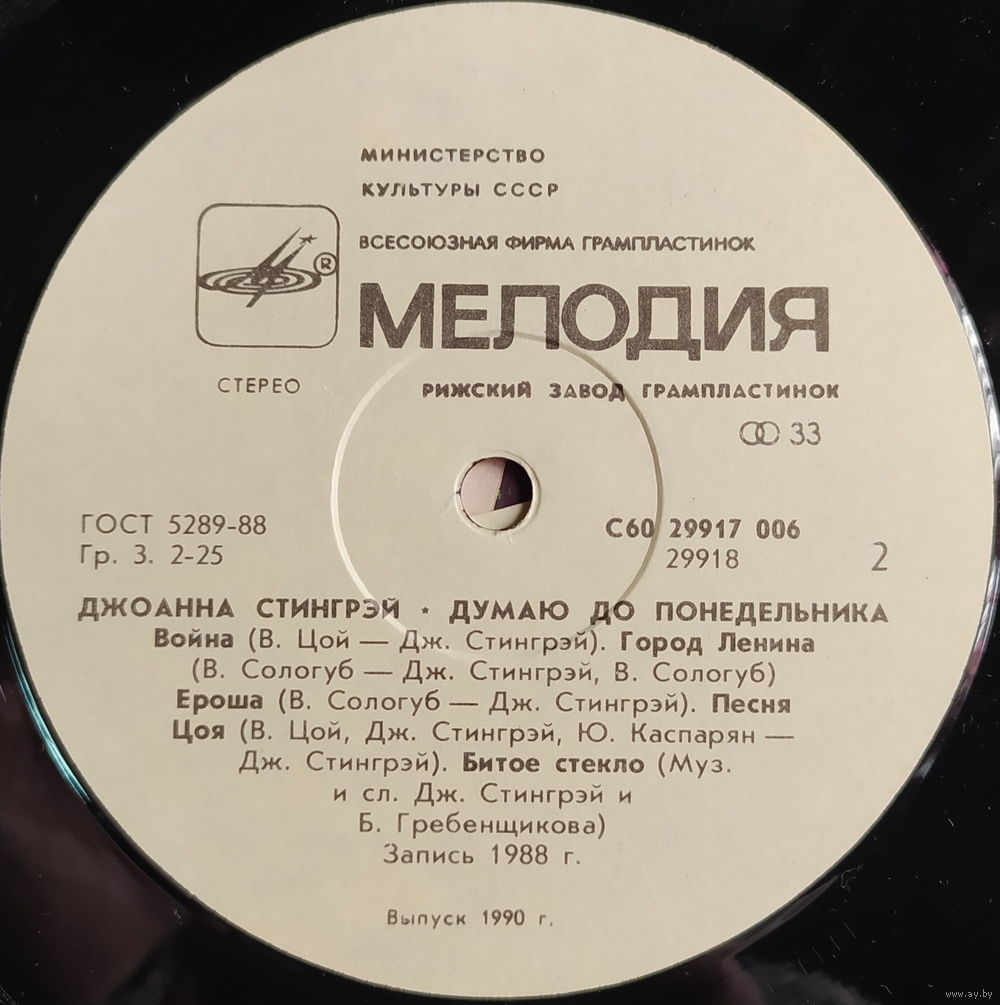 МИНИСТЕРСТВО
КУЛЬТУРЫ СССР
ВСЕСОЮЗНАЯ ФИРМА ГРАМПЛАСТИНОК
®
МЕЛОДИЯ
СТЕРЕО
РИЖСКИЙ ЗАВОД ГРАМПЛАСТИНОК
33
ГОСТ 5289-88
Гр. 3. 2-25
С60 29917 006
29918
2
ДЖОАННА СТИНГРЭЙ ⋆ ДУМАЮ ДО ПОНЕДЕЛЬНИКА
Война (В. Цой — Дж. Стингрэй). Город Ленина
(В. Сологуб — Дж. Стингрэй, В. Сологуб)
Ероша (В. Сологуб — Дж. Стингрэй). Песня
Цоя (В. Цой, Дж. Стингрэй, Ю. Каспарян —
Дж. Стингрэй). Битое стекло (Муз.
и сл. Дж. Стингрэй и
Б. Гребенщикова)
Запись 1988 г.
Выпуск 1990 г.
www.ay.by